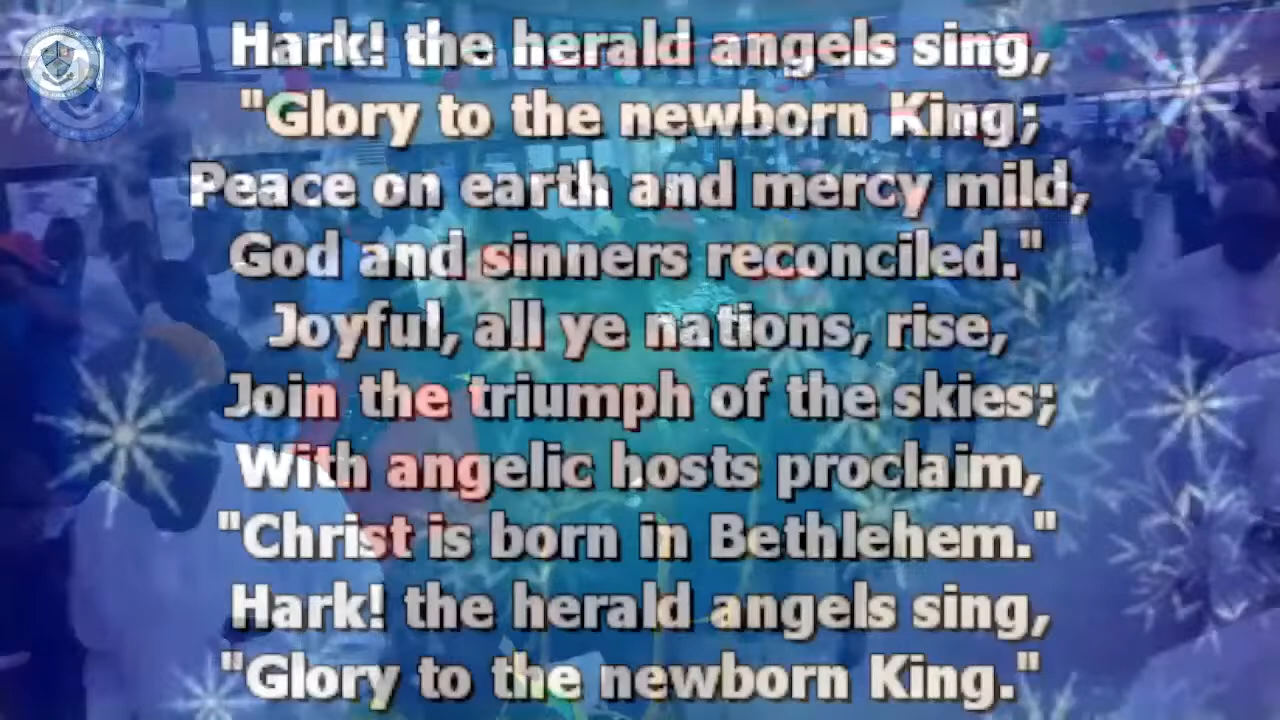 Hark! the herald angels sing,
"Glory to the newborn King;
Peace on earth and mercy mild,
God and sinners reconciled."
Joyful, all ye nations, rise,
Join the triumph of the skies;
With angelic hosts proclaim,
"Christ is born in Bethlehem."
Hark! the herald angels sing,
"Glory to the newborn King."